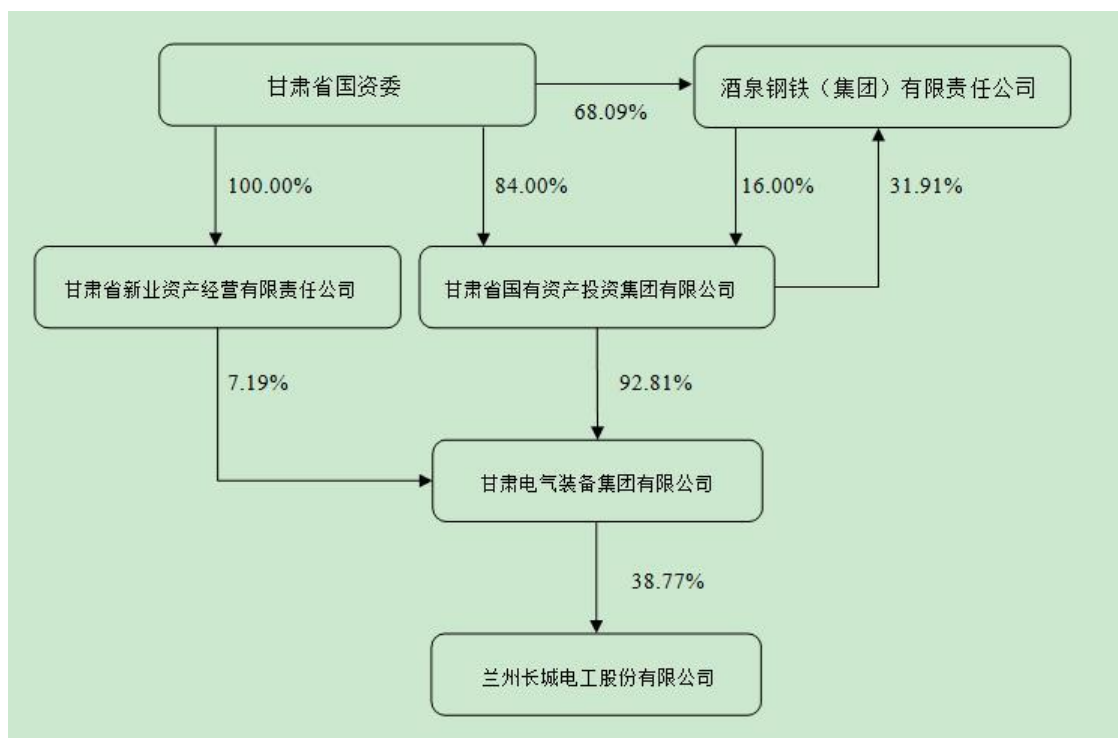 甘肃省国资委
酒泉钢铁（集团）有限责任公司
68.09%
100.00%
84.00%
16.00%
31.91%
甘肃省新业资产经营有限责任公司
甘肃省国有资产投资集团有限公司
7.19%
92.81%
甘肃电气装备集团有限公司
38.77%
兰州长城电工股份有限公司